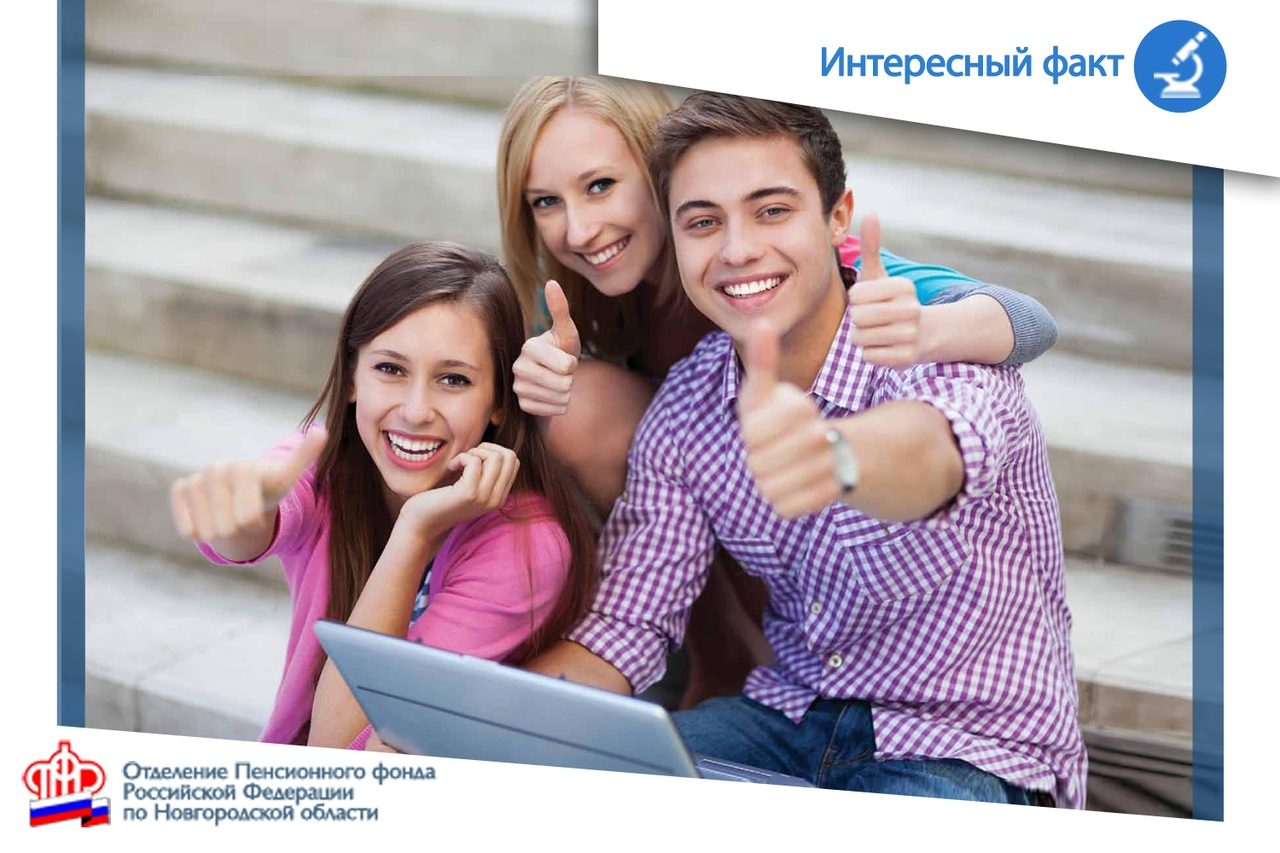 Интересный факт
Отделение Пенсионного фонда
Российской Федерации
по Новгородской области